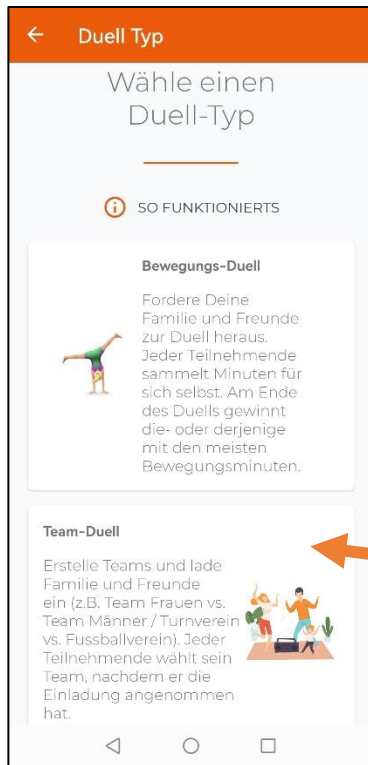 Duell Typ
Wähle einen
Duell-Typ
SO FUNKTIONIERTS
Bewegungs-Duell
Fordere Deine
Familie und Freunde
zur Duell heraus.
Jeder Teilnehmende
sammelt Minuten für
sich selbst. Am Ende
des Duells gewinnt
die- oder derjenige
mit den meisten
Bewegungsminuten.
Team-Duell
Erstelle Teams und lade
Familie und Freunde
ein (z.B. Team Frauen vs.
Team Männer / Turnverein
vs. Fussballverein). Jeder
Teilnehmende wählt sein
Team, nachdem er die
Einladung angenommen
hat.